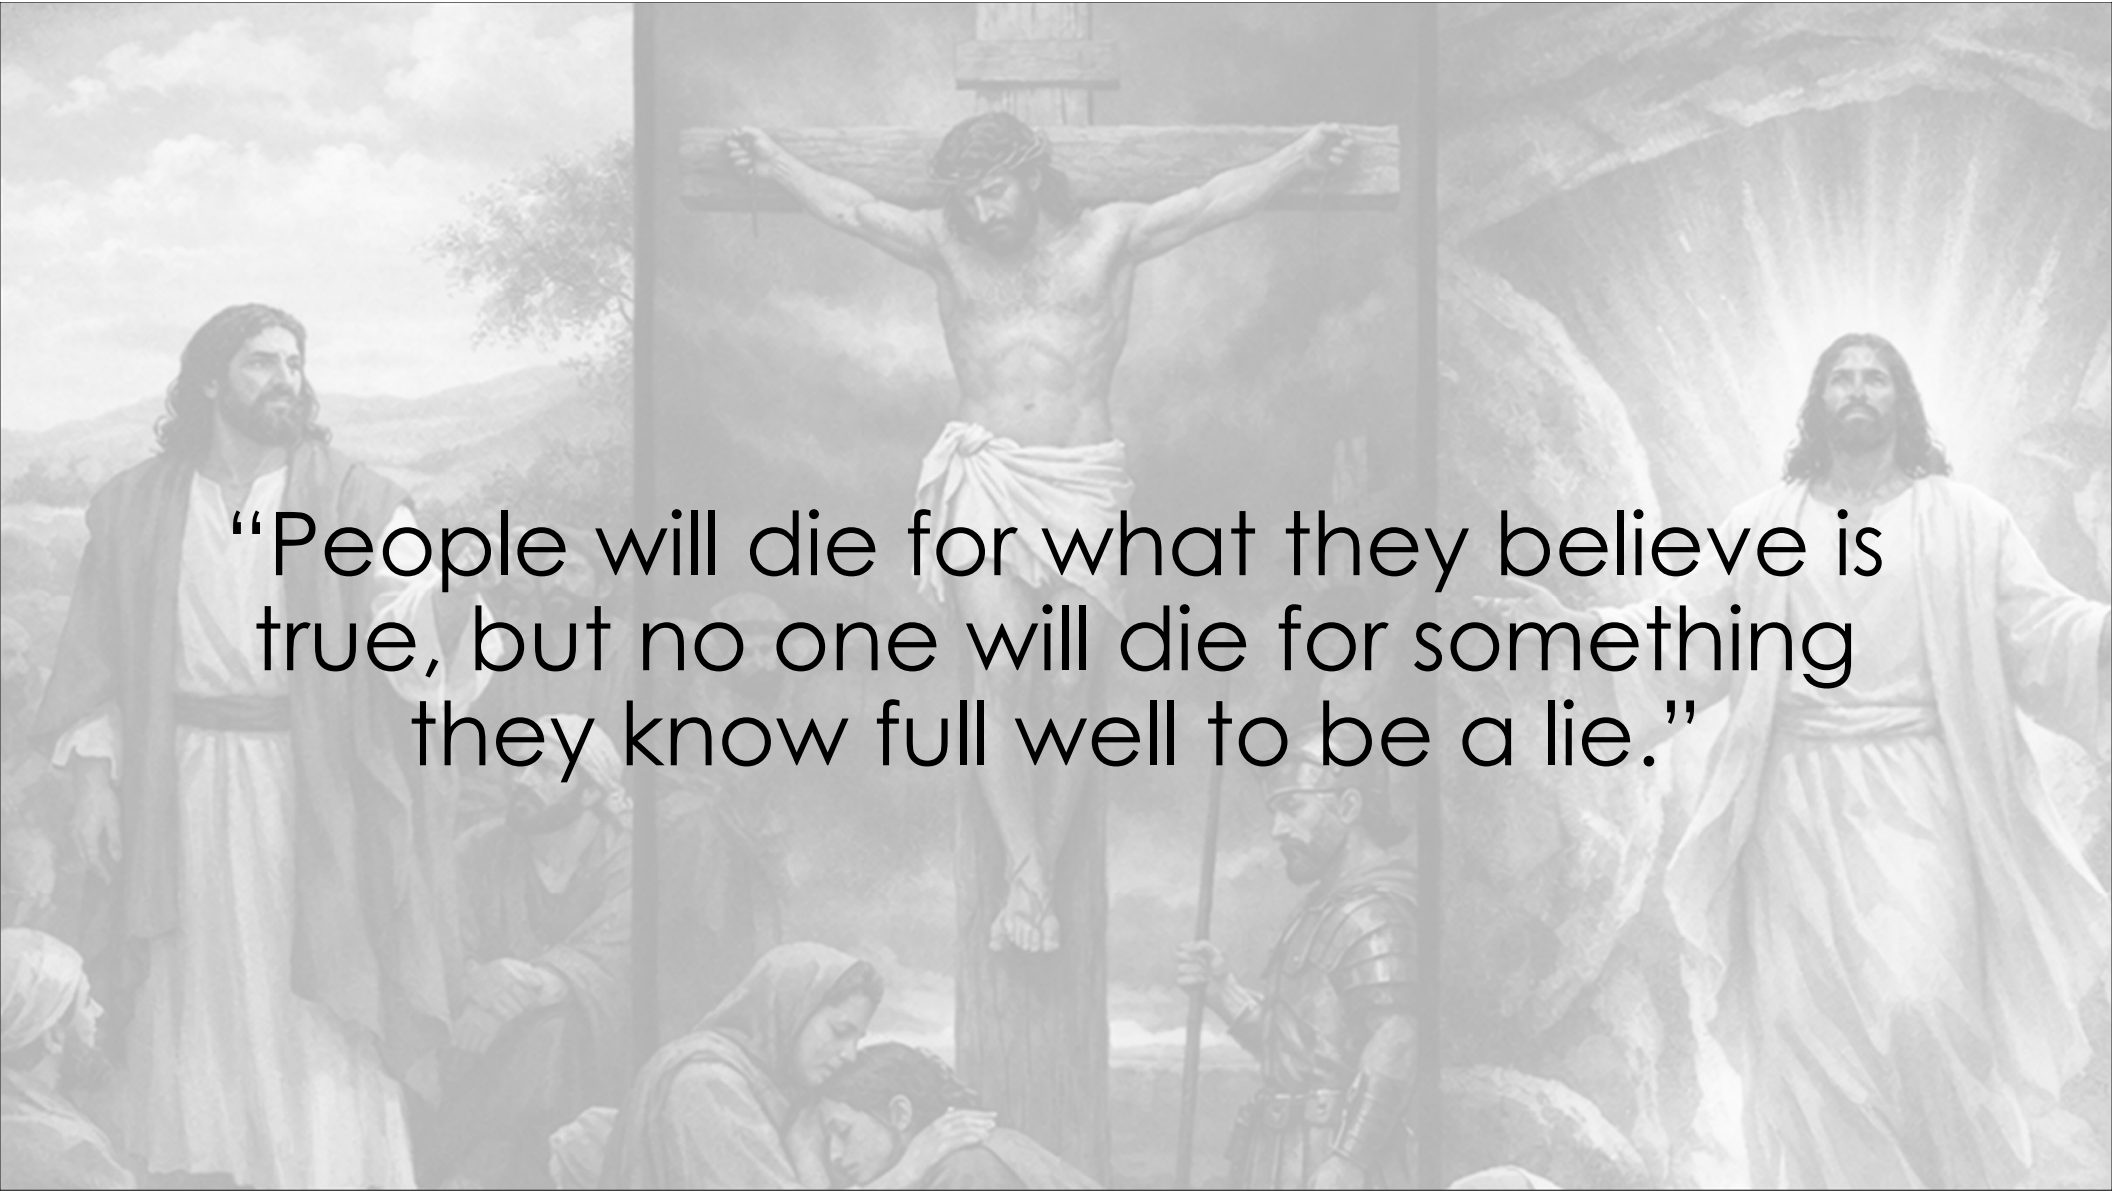 “People will die for what they believe is
true, but no one will die for something
they know full well to be a lie.”